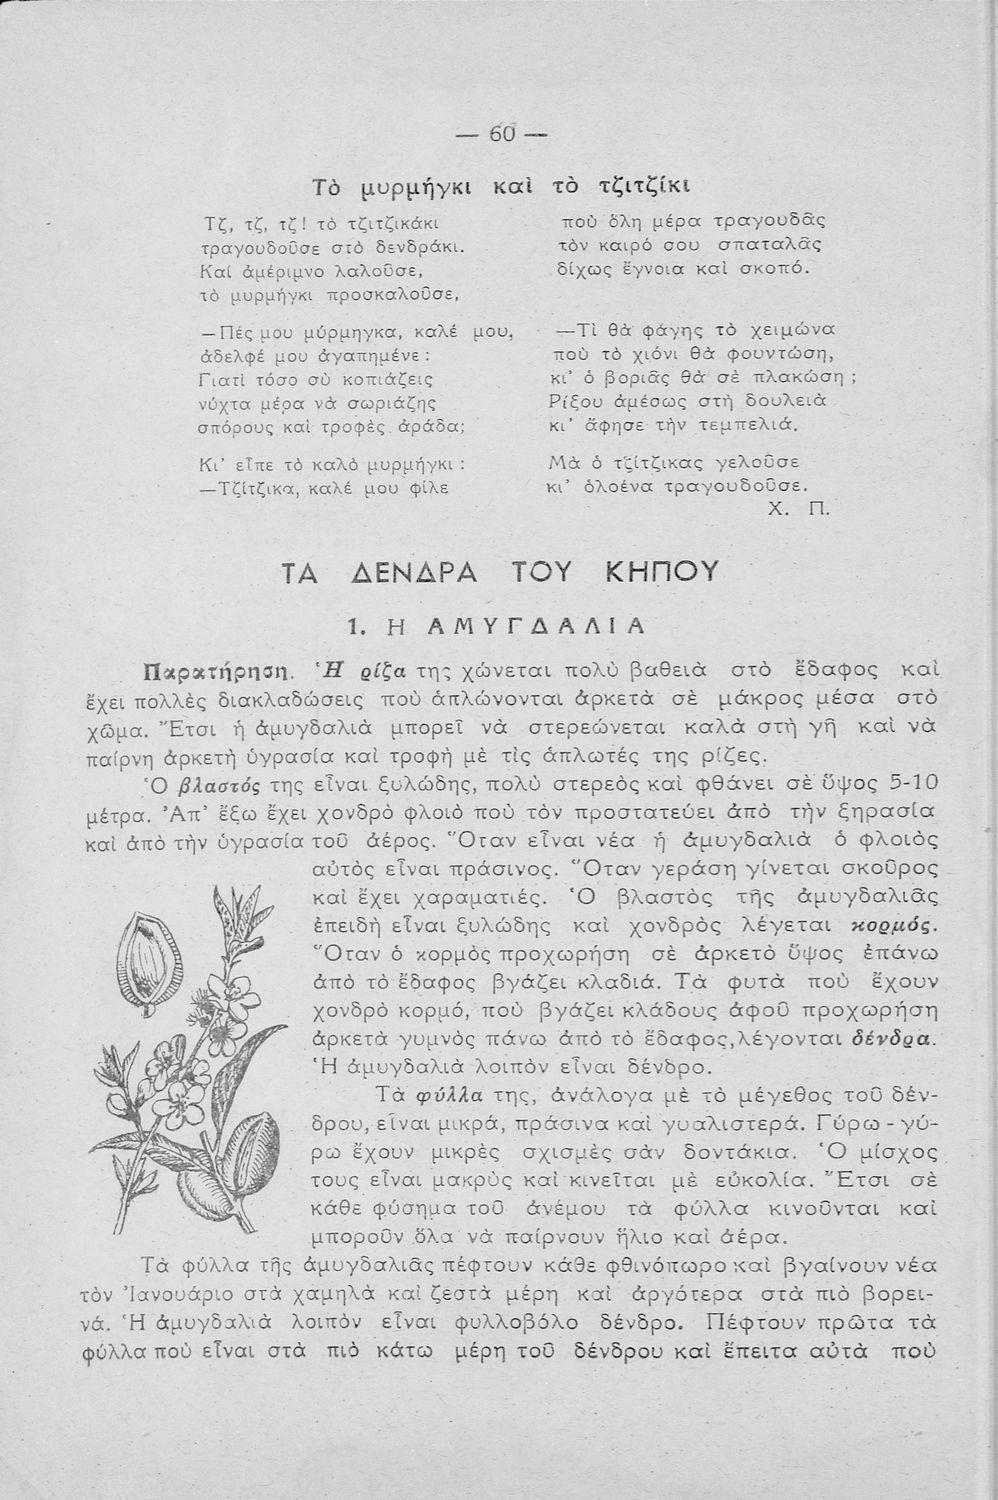 — 60 —
Τὸ μυρμήγκι καὶ τὸ τζιτζίκι
Τζ, τζ, τζ! τὸ τζιτζικάκι
τραγουδοῦσε στὸ δενδράκι.
Καί ἀμέριμνο λαλοῦσε,
τὸ μυρμήγκι προσκαλοῦσε,
—Πές μου μύρμηγκα, καλέ μου,
ἀδελφέ μου ἀγαπημένε :
Γιατὶ τόσο σὺ κοπιάζεις
νύχτα μέρα νὰ σωριάζης
σπόρους καὶ τροφὲς ἀράδα;
Κι' εἶπε τὸ καλὸ μυρμήγκι :
—Τζίτζικα, καλέ μου φίλε
ποὺ ὅλη μέρα τραγουδᾶς
τὸν καιρό σου σπαταλᾶς
δίχως ἔγνοια καὶ σκοπό.
—Τὶ θὰ φάγης τὸ χειμώνα
ποὺ τὸ χιόνι θὰ φουντώση,
κι' ὁ βοριᾶς θὰ σὲ πλακώση ;
Ρίξου ἀμέσως στὴ δουλειὰ
κι' ἄφησε τὴν τεμπελιά.
Μὰ ὁ τζίτζικας γελοῦσε
κι' ὁλοένα τραγουδοῦσε.
Χ. Π.
ΤΑ ΔΕΝΔΡΑ ΤΟΥ ΚΗΠΟΥ
1. Η ΑΜΥΓΔΑΛΙΑ
Παρατήρηση. Ἡ ρίζα της χώνεται πολὺ βαθειὰ στὸ ἔδαφος καὶ
ἔχει πολλὲς διακλαδώσεις ποὺ ἁπλώνονται ἀρκετὰ σὲ μάκρος μέσα στὸ
χῶμα. Ἔτσι ἡ ἀμυγδαλιὰ μπορεῖ νὰ στερεώνεται καλὰ στὴ γῆ καὶ νὰ
παίρνη ἀρκετὴ ὑγρασία καὶ τροφὴ μὲ τὶς ἁπλωτές της ρίζες.
Ὁ βλαστός της εἶναι ξυλώδης, πολὺ στερεὸς καὶ φθάνει σὲ ὕψος 5-10
μέτρα. Ἀπ' ἔξω ἔχει χονδρὸ φλοιὸ ποὺ τὸν προστατεύει ἀπὸ τὴν ξηρασία
καὶ ἀπὸ τὴν ὑγρασία τοῦ ἀέρος. Ὅταν εἶναι νέα ἡ ἀμυγδαλιὰ ὁ φλοιὸς
αὐτὸς εἶναι πράσινος. Ὅταν γεράση γίνεται σκοῦρος
καὶ ἔχει χαραματιές. Ὁ βλαστὸς τῆς ἀμυγδαλιᾶς
ἐπειδὴ εἶναι ξυλώδης καὶ χονδρὸς λέγεται κορμός.
Ὅταν ὁ κορμὸς προχωρήση σὲ ἀρκετὸ ὕψος ἐπάνω
ἀπὸ τὸ ἔδαφος βγάζει κλαδιά. Τὰ φυτὰ ποὺ ἔχουν
χονδρὸ κορμό, ποὺ βγάζει κλάδους ἀφοῦ προχωρήση
ἀρκετὰ γυμνὸς πάνω ἀπὸ τὸ ἔδαφος, λέγονται δένδρα.
Ἡ ἀμυγδαλιὰ λοιπὸν εἶναι δένδρο.
Τὰ φύλλα της, ἀνάλογα μὲ τὸ μέγεθος τοῦ δέν-
δρου, εἶναι μικρά, πράσινα καὶ γυαλιστερά. Γύρω - γύ-
ρω ἔχουν μικρὲς σχισμὲς σὰν δοντάκια. Ὁ μίσχος
τους εἶναι μακρὺς καὶ κινεῖται μὲ εὐκολία. Ἔτσι σὲ
κάθε φύσημα τοῦ ἀνέμου τὰ φύλλα κινοῦνται καὶ
μποροῦν ὅλα νὰ παίρνουν ἥλιο καὶ ἀέρα.
Τὰ φύλλα τῆς ἀμυγδαλιᾶς πέφτουν κάθε φθινόπωρο καὶ βγαίνουν νέα
τὸν Ἰανουάριο στὰ χαμηλὰ καὶ ζεστὰ μέρη καὶ ἀργότερα στὰ πιὸ βορει-
νά. Ἡ ἀμυγδαλιὰ λοιπὸν εἶναι φυλλοβόλο δένδρο. Πέφτουν πρῶτα τὰ
φύλλα ποὺ εἶναι στὰ πιὸ κάτω μέρη τοῦ δένδρου καὶ ἔπειτα αὐτὰ ποὺ